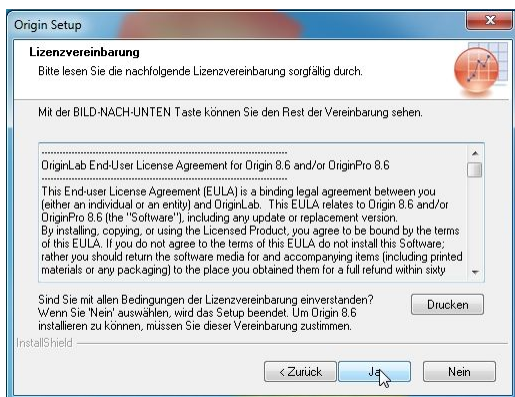 Origin Setup
Lizenzvereinbarung
Bitte lesen Sie die nachfolgende Lizenzvereinbarung sorgfältig durch.
Mit der BILD-NACH-UNTEN Taste können Sie den Rest der Vereinbarung sehen.
OriginLab End-User License Agreement for Origin 8.6 and/or OriginPro 8.6
This End-user License Agreement (EULA) is a binding legal agreement between you
(either an individual or an entity) and OriginLab. This EULA relates to Origin 8.6 and/or
OriginPro 8.6 (the "Software"), including any update or replacement version.
By installing, copying, or using the Licensed Product, you agree to be bound by the terms
of this EULA. If you do not agree to the terms of this EULA do not install this Software;
rather you should return the software media for and accompanying items (including printed
materials or any packaging) to the place you obtained them for a full refund within sixty
Sind Sie mit allen Bedingungen der Lizenzvereinbarung einverstanden?
Wenn Sie 'Nein' auswählen, wird das Setup beendet. Um Origin 8.6
installieren zu können, müssen Sie dieser Vereinbarung zustimmen.
Drucken
InstallShield
< Zurück Ja Nein